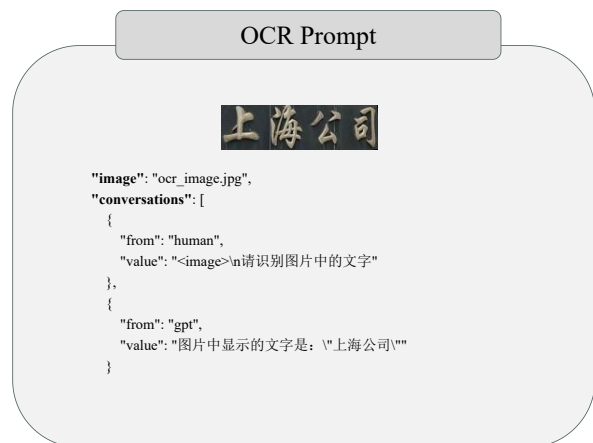 OCR Prompt
上海公司
"image": "ocr_image.jpg",
"conversations": [
{
"from": "human",
"value": "<image>\n请识别图片中的文字"
},
{
"from": "gpt",
"value": "图片中显示的文字是：\"上海公司\""
}